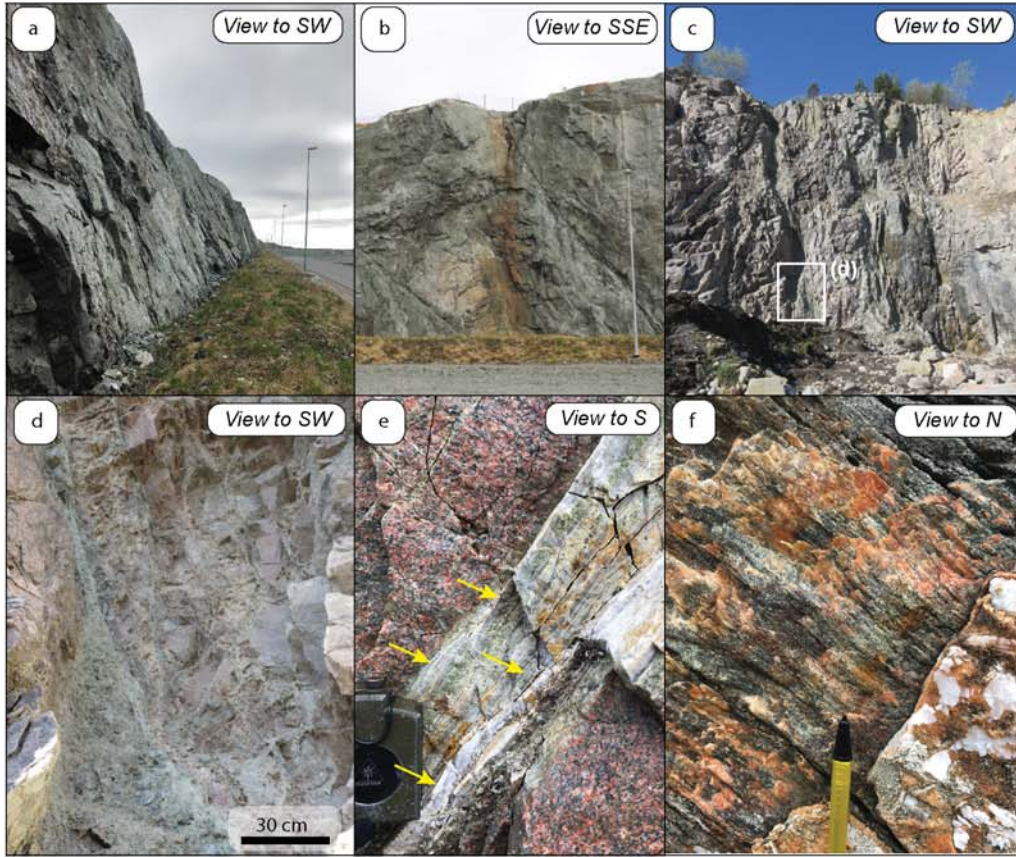 a
View to SW
b
View to SSE
c
View to SW
(d)
d
View to SW
30 cm
e
View to S
f
View to N